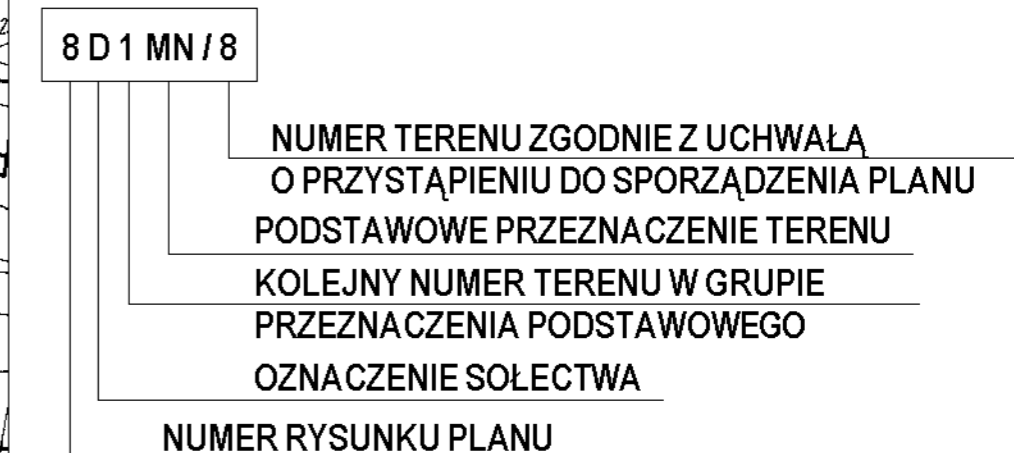 8 D 1 MN / 8
NUMER TERENU ZGODNIE Z UCHWAŁĄ
O PRZYSTĄPIENIU DO SPORZĄDZENIA PLANU
PODSTAWOWE PRZEZNACZENIE TERENU
KOLEJNY NUMER TERENU W GRUPIE
PRZEZNACZENIA PODSTAWOWEGO
OZNACZENIE SOŁECTWA
NUMER RYSUNKU PLANU